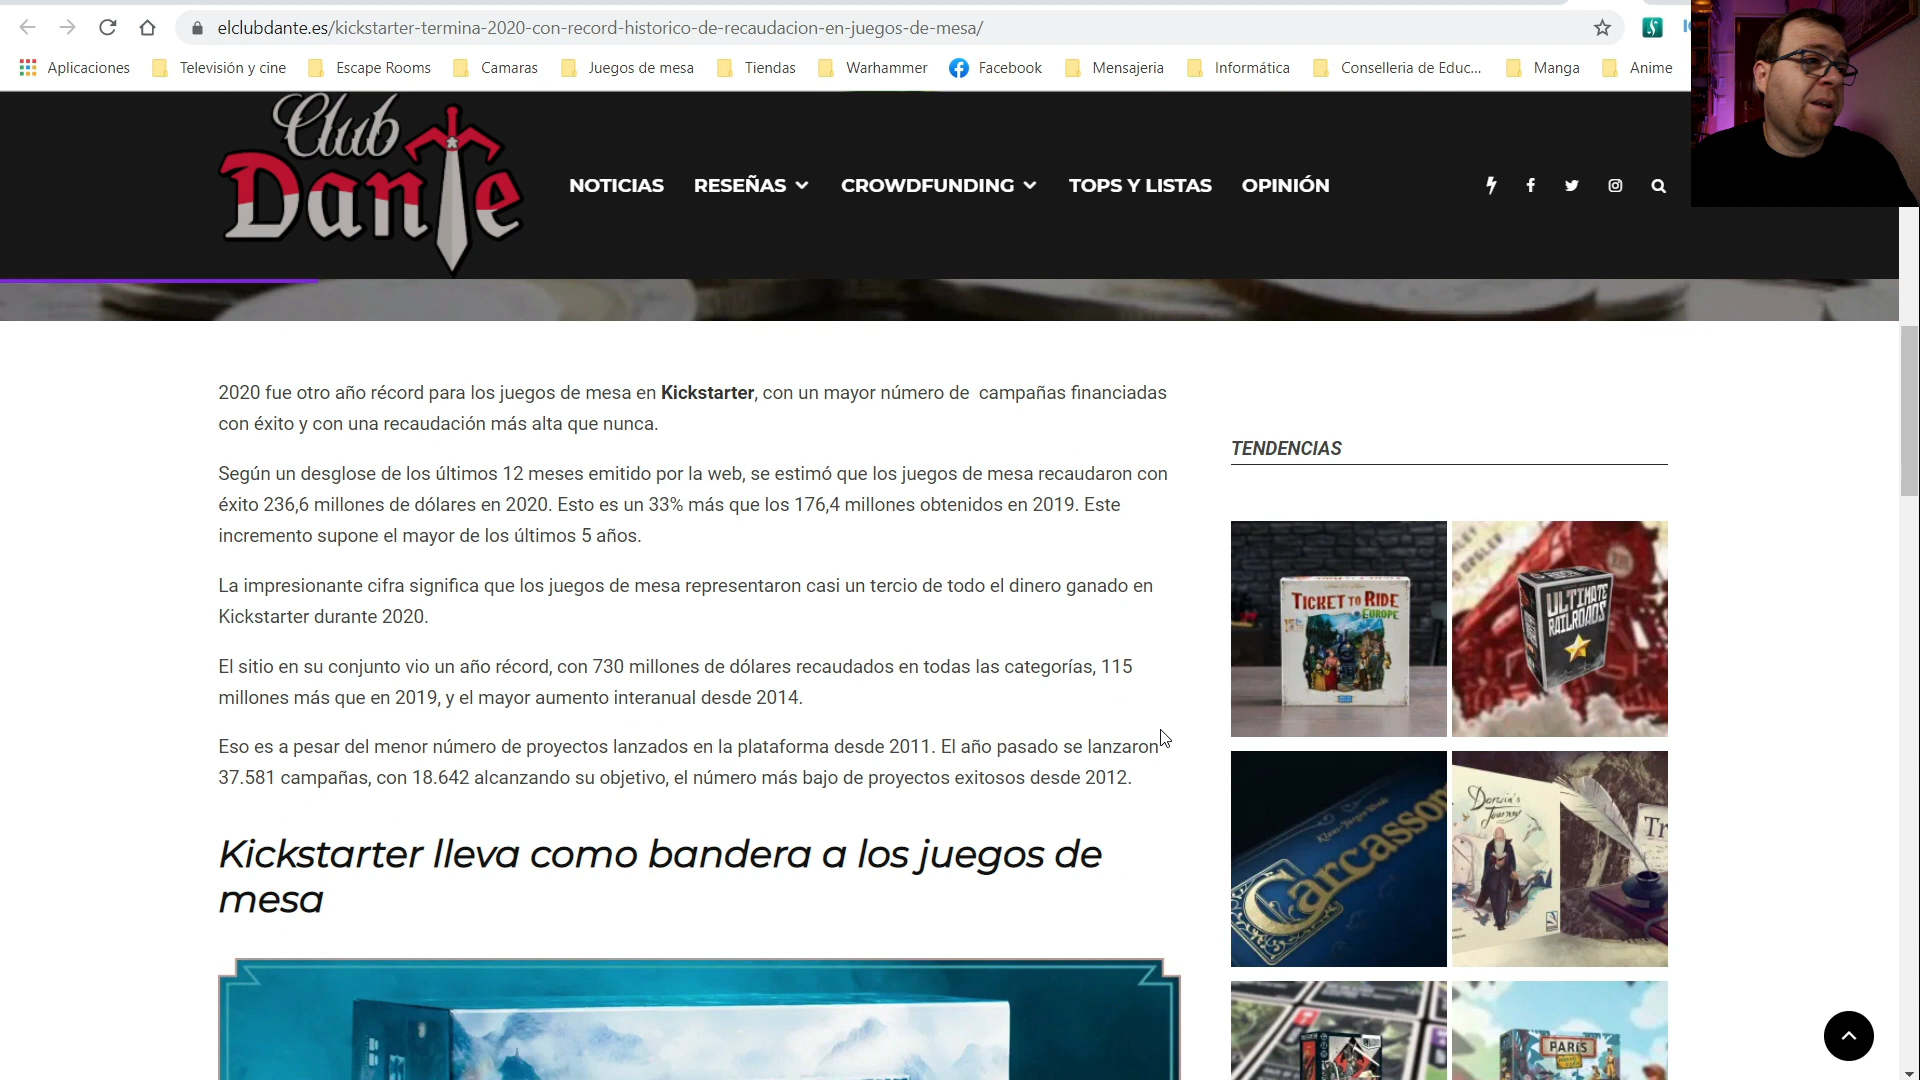 elclubdante.es/kickstarter-termina-2020-con-record-historico-de-recaudacion-en-juegos-de-mesa/
Aplicaciones Televisión y cine Escape Rooms Camaras Juegos de mesa Tiendas Warhammer Facebook Mensajeria Informática Conselleria de Educ... Manga Anime
Club
Dante
NOTICIAS RESEÑAS CROWDFUNDING TOPS Y LISTAS OPINIÓN
2020 fue otro año récord para los juegos de mesa en Kickstarter, con un mayor número de campañas financiadas
con éxito y con una recaudación más alta que nunca.
Según un desglose de los últimos 12 meses emitido por la web, se estimó que los juegos de mesa recaudaron con
éxito 236,6 millones de dólares en 2020. Esto es un 33% más que los 176,4 millones obtenidos en 2019. Este
incremento supone el mayor de los últimos 5 años.
La impresionante cifra significa que los juegos de mesa representaron casi un tercio de todo el dinero ganado en
Kickstarter durante 2020.
El sitio en su conjunto vio un año récord, con 730 millones de dólares recaudados en todas las categorías, 115
millones más que en 2019, y el mayor aumento interanual desde 2014.
Eso es a pesar del menor número de proyectos lanzados en la plataforma desde 2011. El año pasado se lanzaron
37.581 campañas, con 18.642 alcanzando su objetivo, el número más bajo de proyectos exitosos desde 2012.
Kickstarter lleva como bandera a los juegos de
mesa
TENDENCIAS
TICKET TO RIDE
EUROPE
ULTIMATE
RAILROADS
Carcasson
Darwin's
Journey
Tr
PARIS